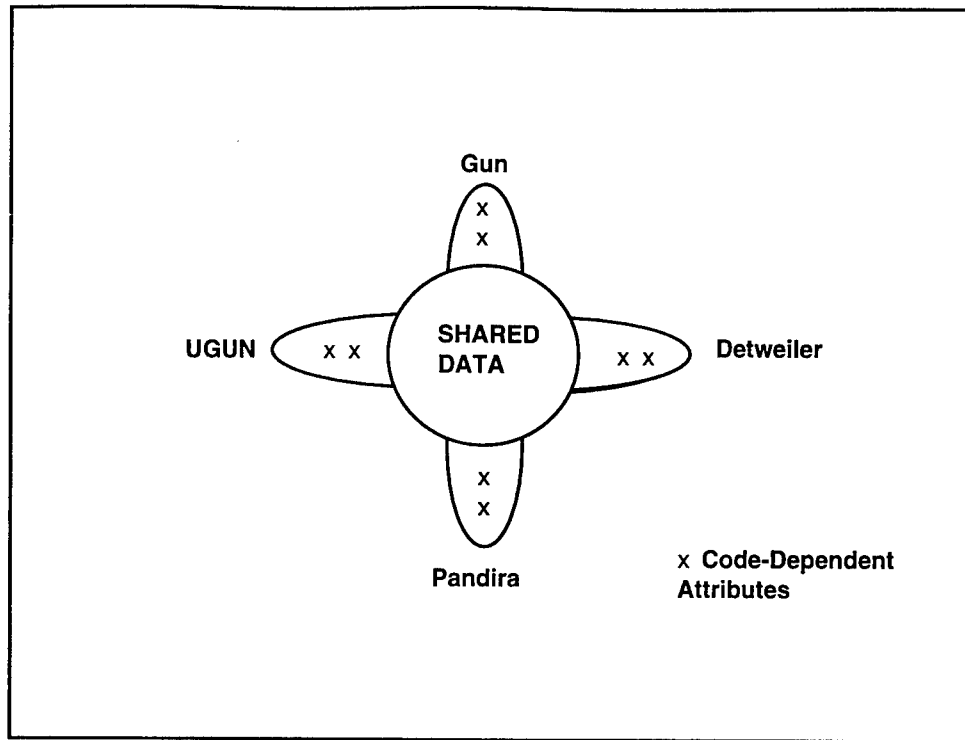 Gun
x
x
UGUN
x x
SHARED
DATA
x x
Detweiler
x
x
Pandira
x Code-Dependent
Attributes